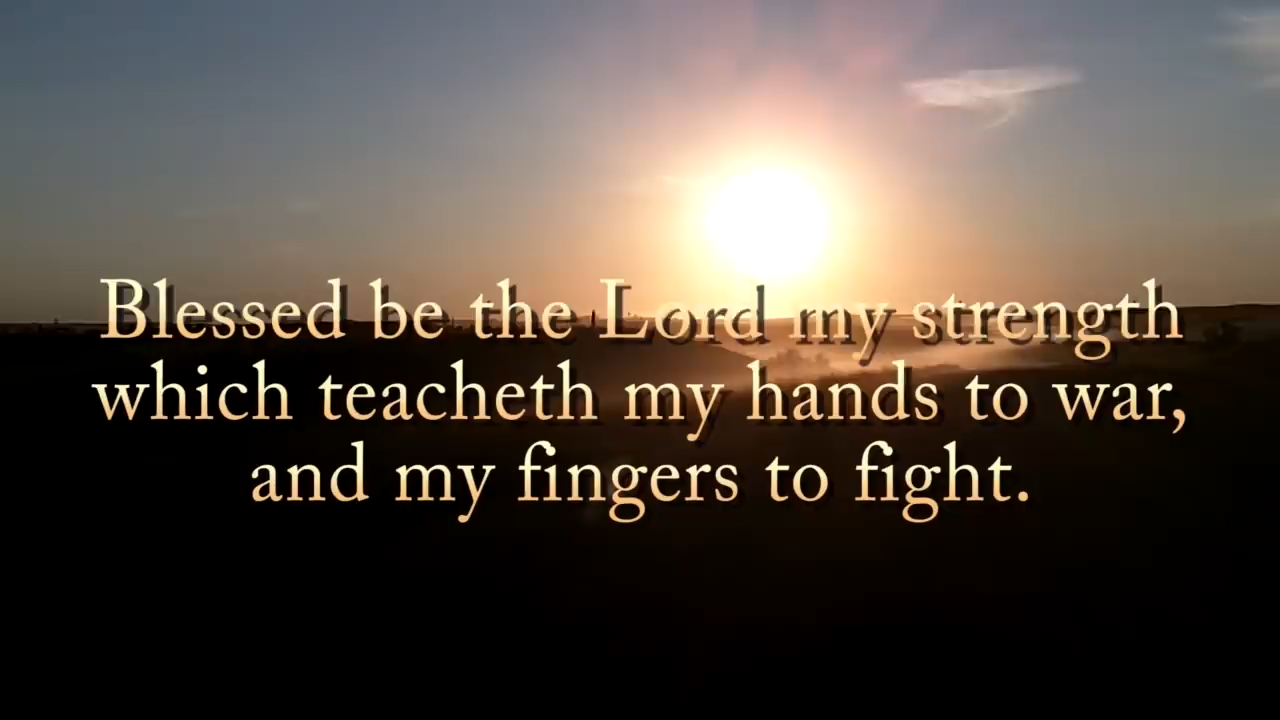 Blessed be the Lord my strength
which teacheth my hands to war,
and my fingers to fight.